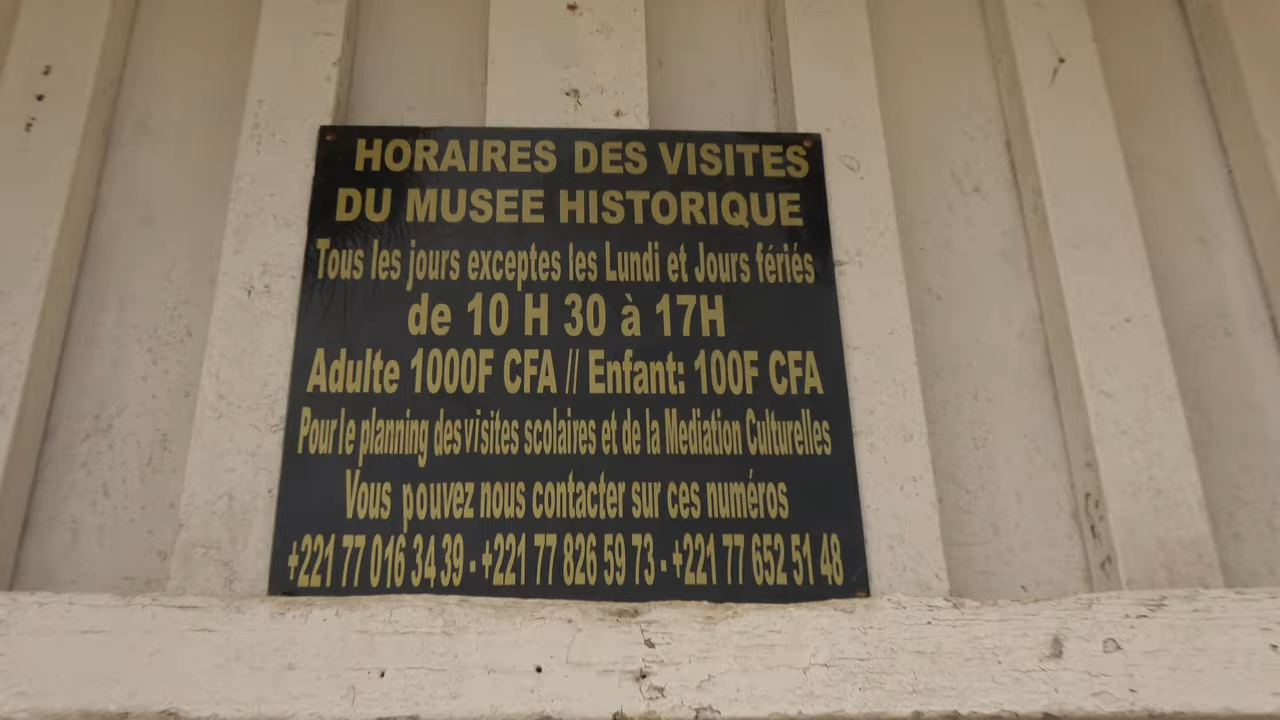 HORAIRES DES VISITES
DU MUSEE HISTORIQUE
Tous les jours exceptes les Lundi et Jours fériés
de 10 H 30 à 17H
Adulte 1000F CFA // Enfant: 100F CFA
Pour le planning des visites scolaires et de la Mediation Culturelles
Vous pouvez nous contacter sur ces numéros
+221 77 016 34 39 - +221 77 826 59 73 - +221 77 652 51 48